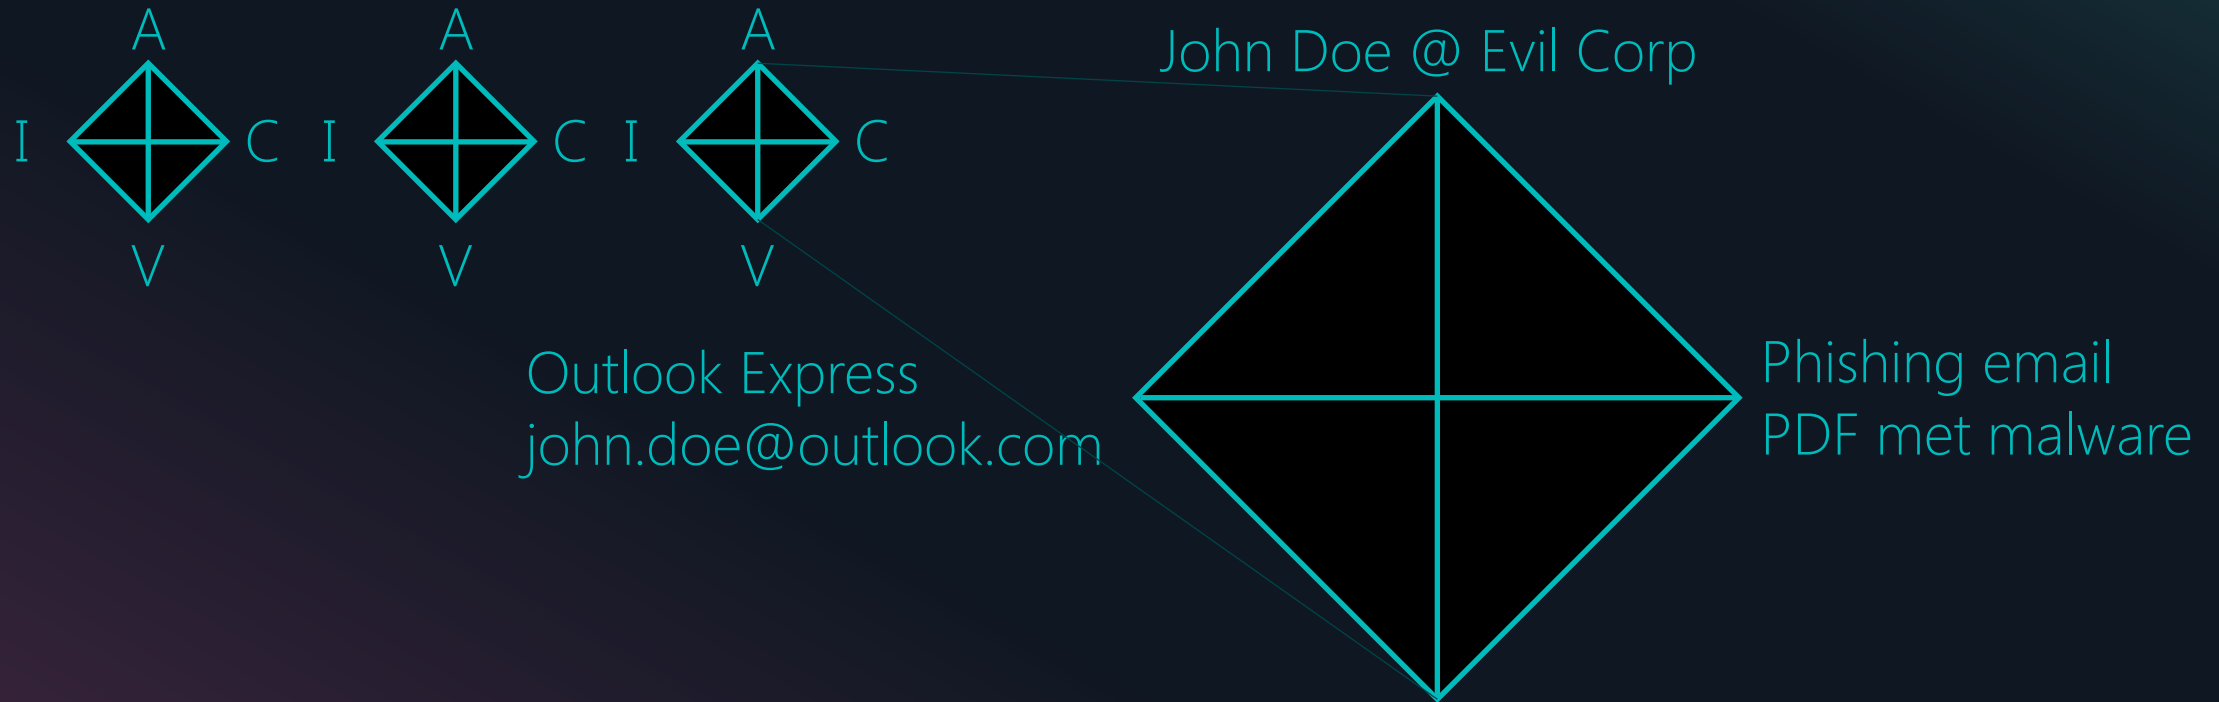 A
A
A
I
C
I
C
I
C
V
V
V
John Doe @ Evil Corp
Outlook Express
john.doe@outlook.com
Phishing email
PDF met malware